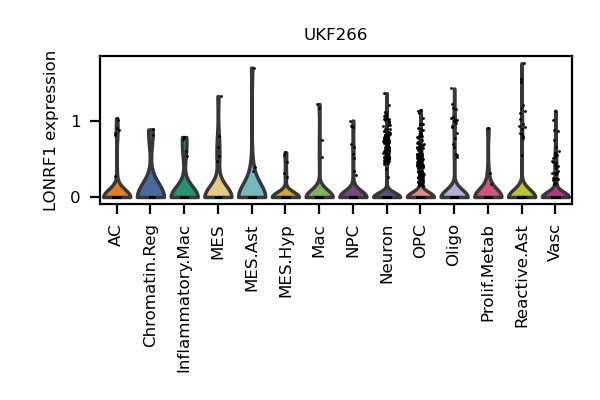 UKF266
LONRF1 expression
1
0
AC
Chromatin.Reg
Inflammatory.Mac
MES
MES.Ast
MES.Hyp
Mac
NPC
Neuron
OPC
Oligo
Prolif.Metab
Reactive.Ast
Vasc